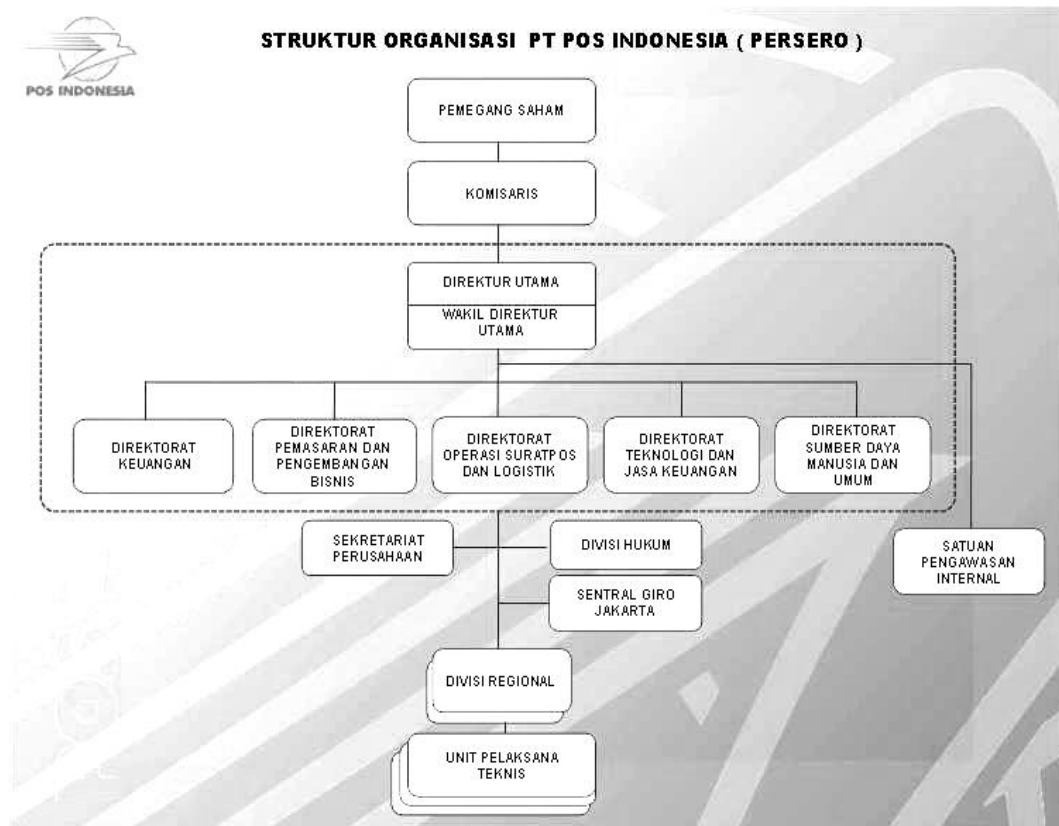 STRUKTUR ORGANISASI PT POS INDONESIA ( PERSERO )
POS INDONESIA
PEMEGANG SAHAM
KOMISARIS
DIREKTUR UTAMA
WAKIL DIREKTUR
UTAMA
DIREKTORAT
KEUANGAN
DIREKTORAT
PEMASARAN DAN
PENGEMBANGAN
BISNIS
DIREKTORAT
OPERASI SURATPOS
DAN LOGISTIK
DIREKTORAT
TEKNOLOGI DAN
JASA KEUANGAN
DIREKTORAT
SUMBER DAYA
MANUSIA DAN
UMUM
SEKRETARIAT
PERUSAHAAN
DIVISI HUKUM
SATUAN
PENGAWASAN
INTERNAL
SENTRAL GIRO
JAKARTA
DIVISI REGIONAL
UNIT PELAKSANA
TEKNIS